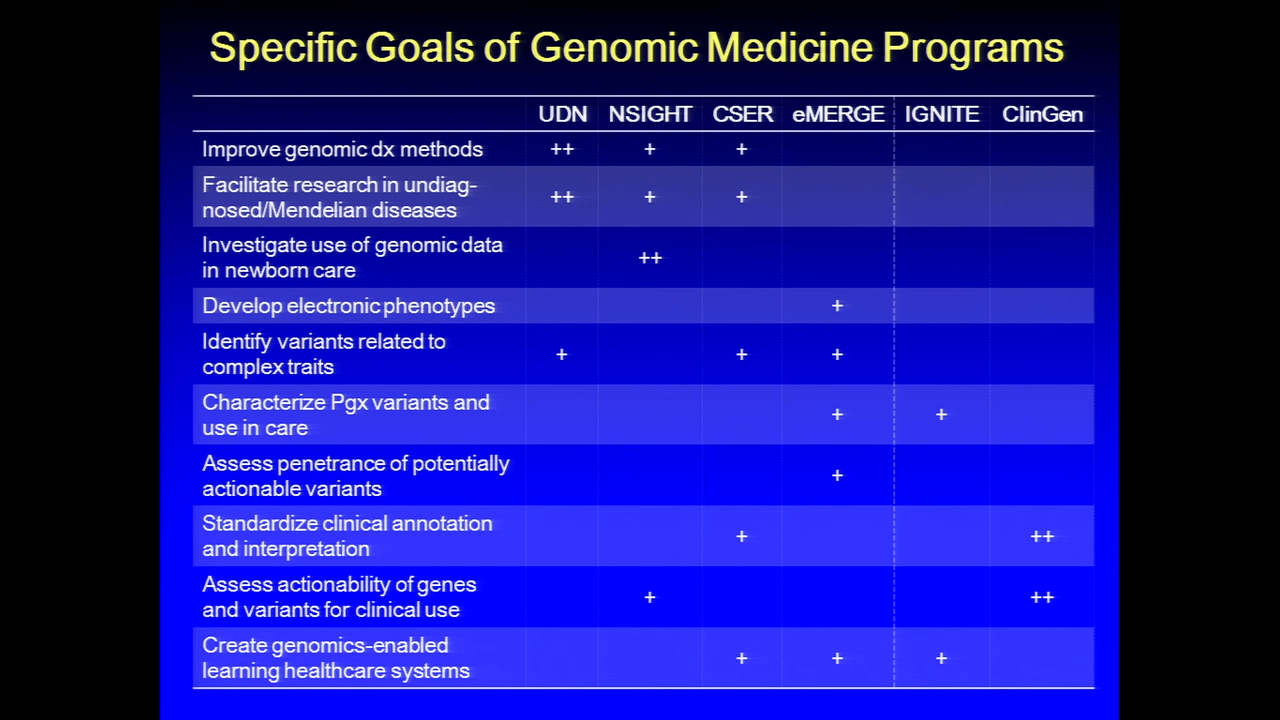 Specific Goals of Genomic Medicine Programs
UDN NSIGHT CSER eMERGE IGNITE ClinGen
Improve genomic dx methods ++ + +
Facilitate research in undiag-
nosed/Mendelian diseases ++ + +
Investigate use of genomic data
in newborn care ++
Develop electronic phenotypes +
Identify variants related to
complex traits + + +
Characterize Pgx variants and
use in care + +
Assess penetrance of potentially
actionable variants +
Standardize clinical annotation
and interpretation + ++
Assess actionability of genes
and variants for clinical use + ++
Create genomics-enabled
learning healthcare systems + + +